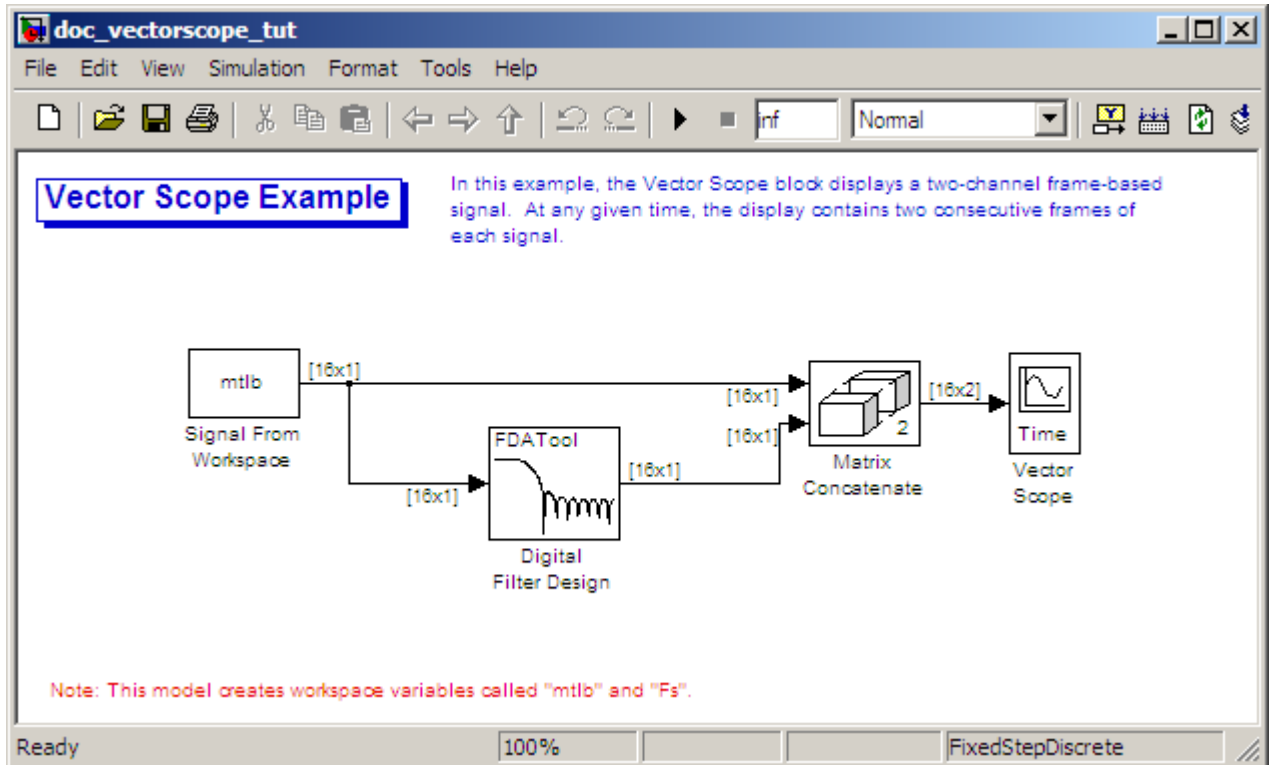 doc_vectorscope_tut
File Edit View Simulation Format Tools Help
inf
Normal
Vector Scope Example
In this example, the Vector Scope block displays a two-channel frame-based
signal. At any given time, the display contains two consecutive frames of
each signal.
mtlb
[16x1]
Signal From
Workspace
[16x1]
FDATool
[16x1]
Digital
Filter Design
[16x1]
[16x1]
2
Matrix
Concatenate
[16x2]
Time
Vector
Scope
Note: This model creates workspace variables called "mtlb" and "Fs".
Ready
100%
FixedStepDiscrete